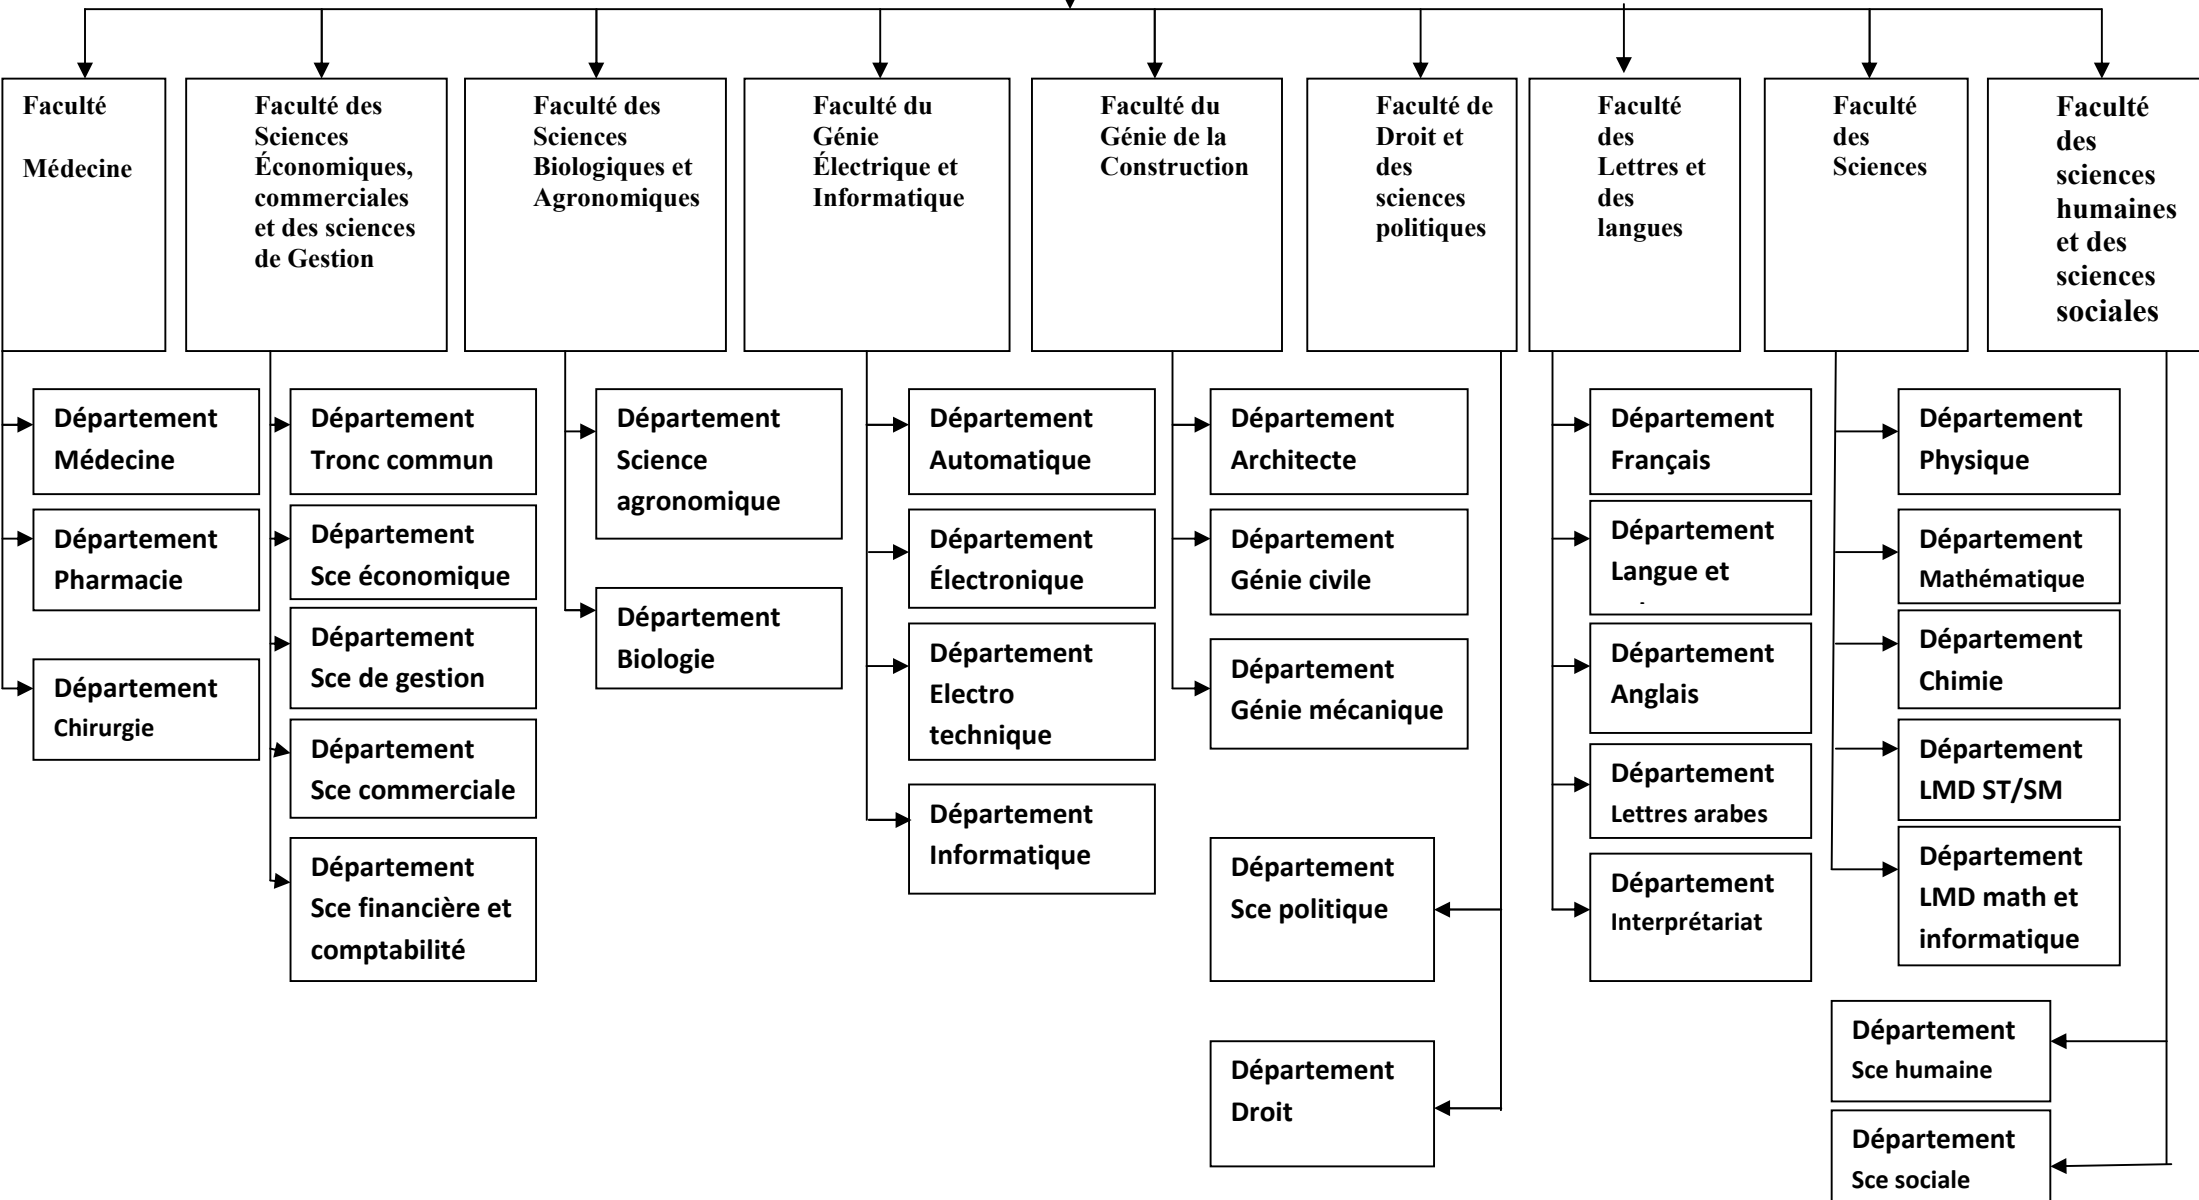 Faculté
Médecine
Faculté des
Sciences
Économiques,
commerciales
et des sciences
de Gestion
Faculté des
Sciences
Biologiques et
Agronomiques
Faculté du
Génie
Électrique et
Informatique
Faculté du
Génie de la
Construction
Faculté de
Droit et
des
sciences
politiques
Faculté
des
Lettres et
des
langues
Faculté
des
Sciences
Faculté
des
sciences
humaines
et des
sciences
sociales
Département
Médecine
Département
Pharmacie
Département
Chirurgie
Département
Tronc commun
Département
Sce économique
Département
Sce de gestion
Département
Sce commerciale
Département
Sce financière et
comptabilité
Département
Science
agronomique
Département
Biologie
Département
Automatique
Département
Électronique
Département
Electro
technique
Département
Informatique
Département
Architecte
Département
Génie civile
Département
Génie mécanique
Département
Sce politique
Département
Droit
Département
Français
Département
Langue et
Département
Anglais
Département
Lettres arabes
Département
Interprétariat
Département
Physique
Département
Mathématique
Département
Chimie
Département
LMD ST/SM
Département
LMD math et
informatique
Département
Sce humaine
Département
Sce sociale